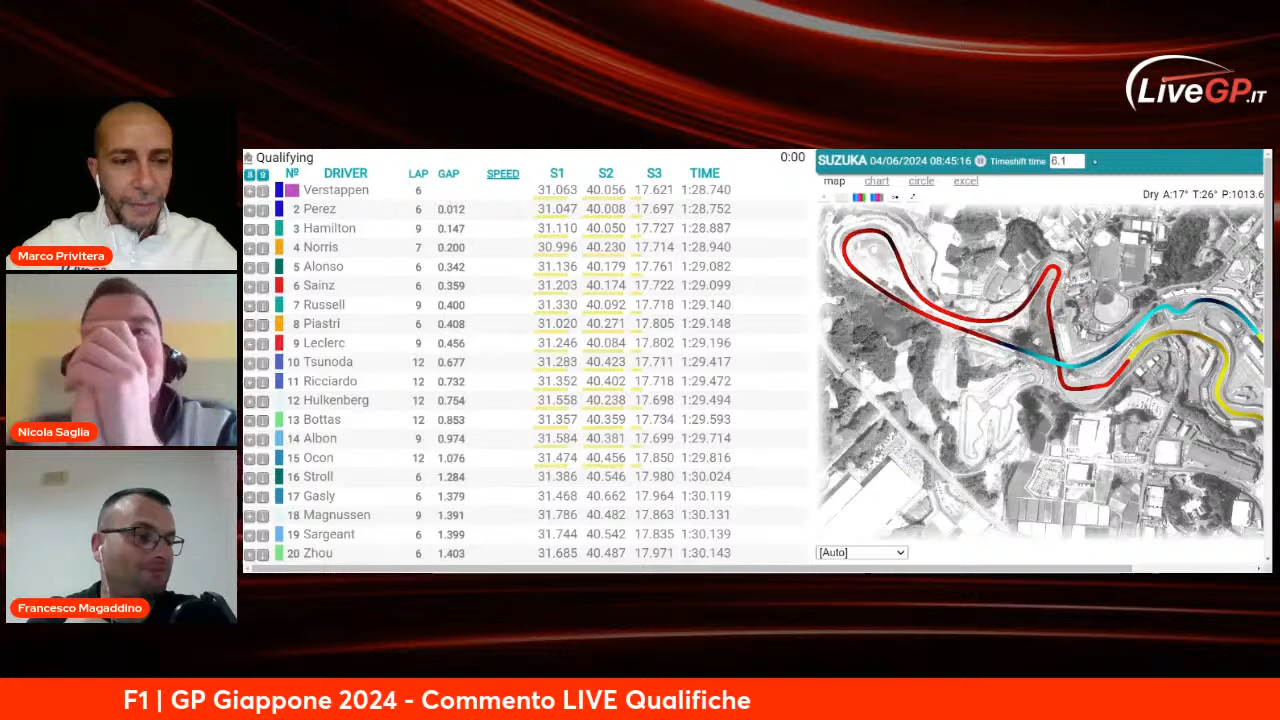 LiveGP.IT
Marco Privitera
Nicola Saglia
Francesco Magaddino
Qualifying 0:00
Nº DRIVER LAP GAP SPEED S1 S2 S3 TIME
Verstappen 6 31.063 40.056 17.621 1:28.740
2 Perez 6 0.012 31.047 40.008 17.697 1:28.752
3 Hamilton 9 0.147 31.110 40.050 17.727 1:28.887
4 Norris 7 0.200 30.996 40.230 17.714 1:28.940
5 Alonso 6 0.342 31.136 40.179 17.761 1:29.082
6 Sainz 6 0.359 31.203 40.174 17.722 1:29.099
7 Russell 9 0.400 31.330 40.092 17.718 1:29.140
8 Piastri 6 0.408 31.020 40.271 17.805 1:29.148
9 Leclerc 9 0.456 31.246 40.084 17.802 1:29.196
10 Tsunoda 12 0.677 31.283 40.423 17.711 1:29.417
11 Ricciardo 12 0.732 31.352 40.402 17.718 1:29.472
12 Hulkenberg 12 0.754 31.558 40.238 17.698 1:29.494
13 Bottas 12 0.853 31.357 40.359 17.734 1:29.593
14 Albon 9 0.974 31.584 40.381 17.699 1:29.714
15 Ocon 12 1.076 31.474 40.456 17.850 1:29.816
16 Stroll 6 1.284 31.386 40.546 17.980 1:30.024
17 Gasly 6 1.379 31.468 40.662 17.964 1:30.119
18 Magnussen 9 1.391 31.786 40.482 17.863 1:30.131
19 Sargeant 6 1.399 31.744 40.542 17.835 1:30.139
20 Zhou 6 1.403 31.685 40.487 17.971 1:30.143
SUZUKA 04/06/2024 08:45:16 Timeshift time 6.1
map chart circle excel
Dry A:17° T:26° P:1013.6
[Auto]
F1 | GP Giappone 2024 - Commento LIVE Qualifiche